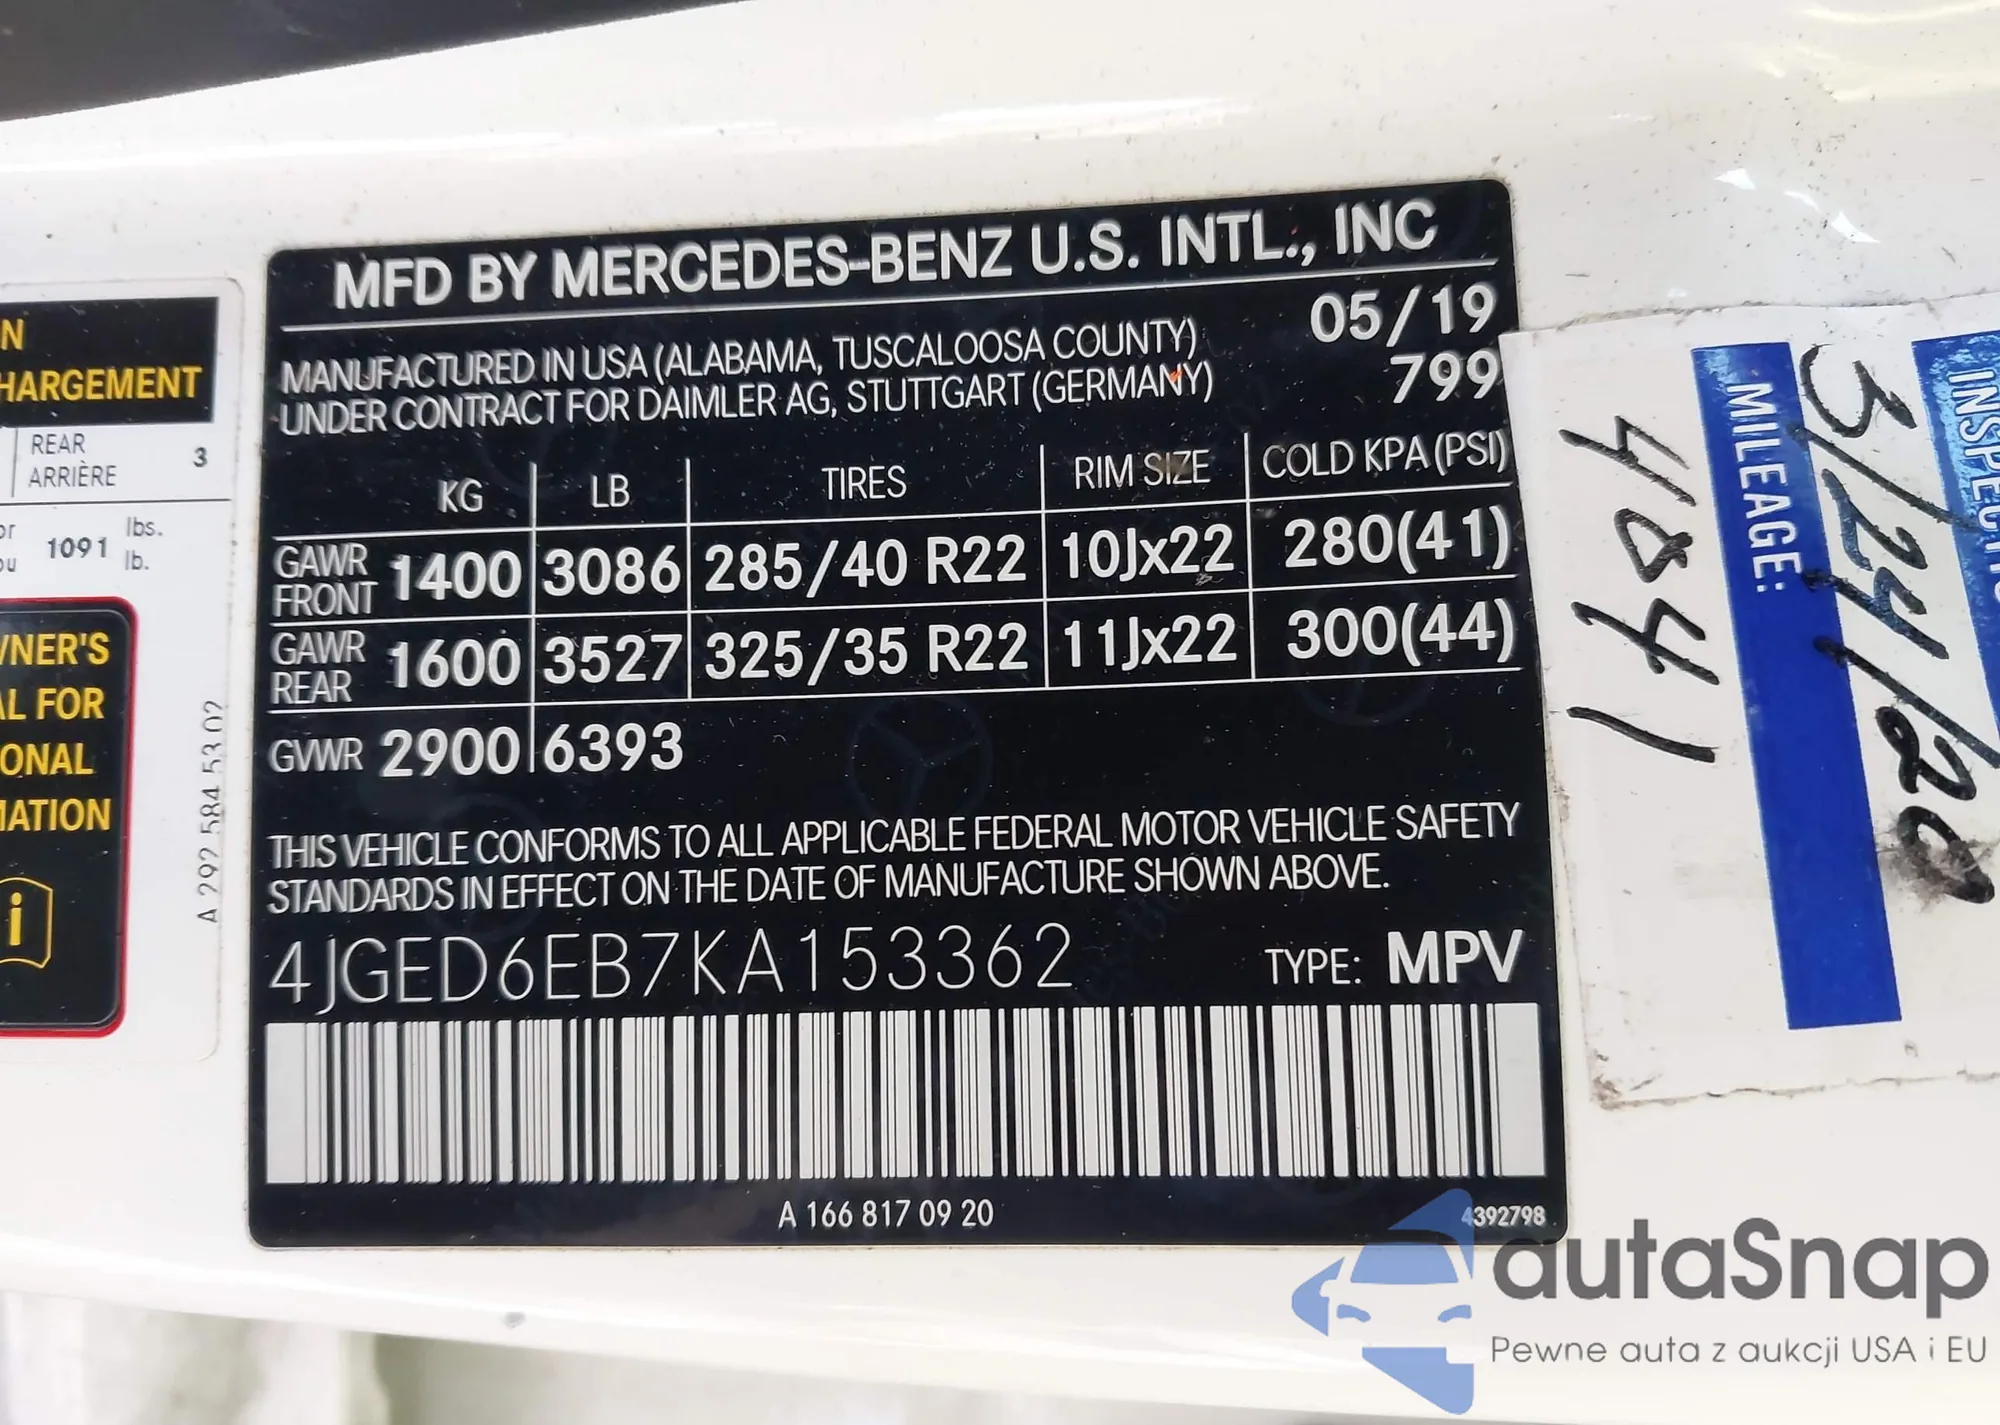 MFD BY MERCEDES-BENZ U.S. INTL., INC
MANUFACTURED IN USA (ALABAMA, TUSCALOOSA COUNTY) 05/19
UNDER CONTRACT FOR DAIMLER AG, STUTTGART (GERMANY) 799
KG LB TIRES RIM SIZE COLD KPA (PSI)
GAWR FRONT 1400 3086 285/40 R22 10Jx22 280(41)
GAWR REAR 1600 3527 325/35 R22 11Jx22 300(44)
GVWR 2900 6393
THIS VEHICLE CONFORMS TO ALL APPLICABLE FEDERAL MOTOR VEHICLE SAFETY
STANDARDS IN EFFECT ON THE DATE OF MANUFACTURE SHOWN ABOVE.
4JGED6EB7KA153362 TYPE: MPV
A 166 817 09 20 4392798
HARGEMENT
REAR
ARRIÈRE 3
1091 lbs.
lb.
NER'S
FOR
ONAL
MATION
i
A 292 584 53 02
3/24/20
MILEAGE:
4841
autaSnap
Pewne auta z aukcji USA i EU